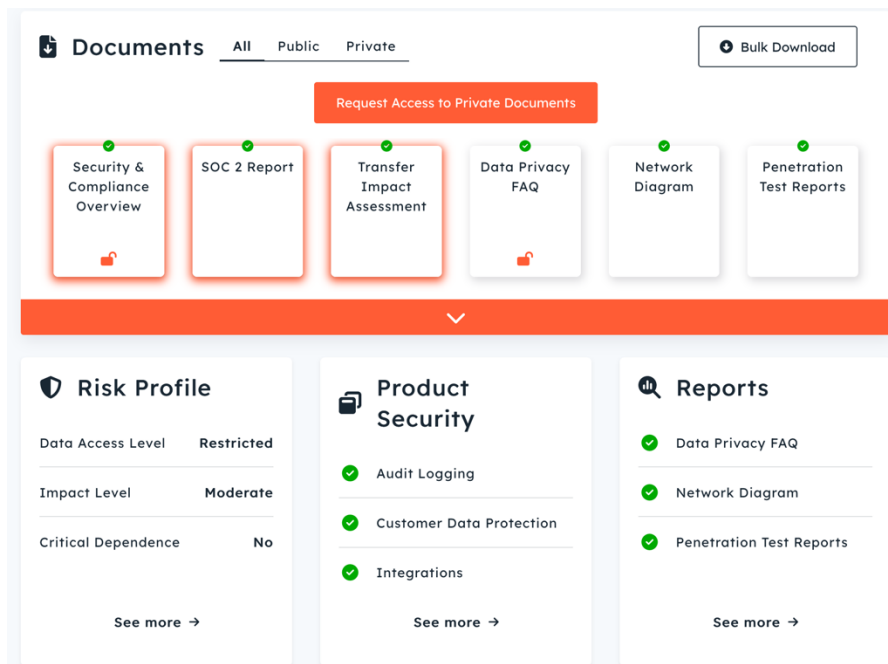 Documents
All Public Private
Bulk Download
Request Access to Private Documents
Security &
Compliance
Overview
SOC 2 Report
Transfer
Impact
Assessment
Data Privacy
FAQ
Network
Diagram
Penetration
Test Reports
Risk Profile
Data Access Level Restricted
Impact Level Moderate
Critical Dependence No
See more →
Product
Security
Audit Logging
Customer Data Protection
Integrations
See more →
Reports
Data Privacy FAQ
Network Diagram
Penetration Test Reports
See more →